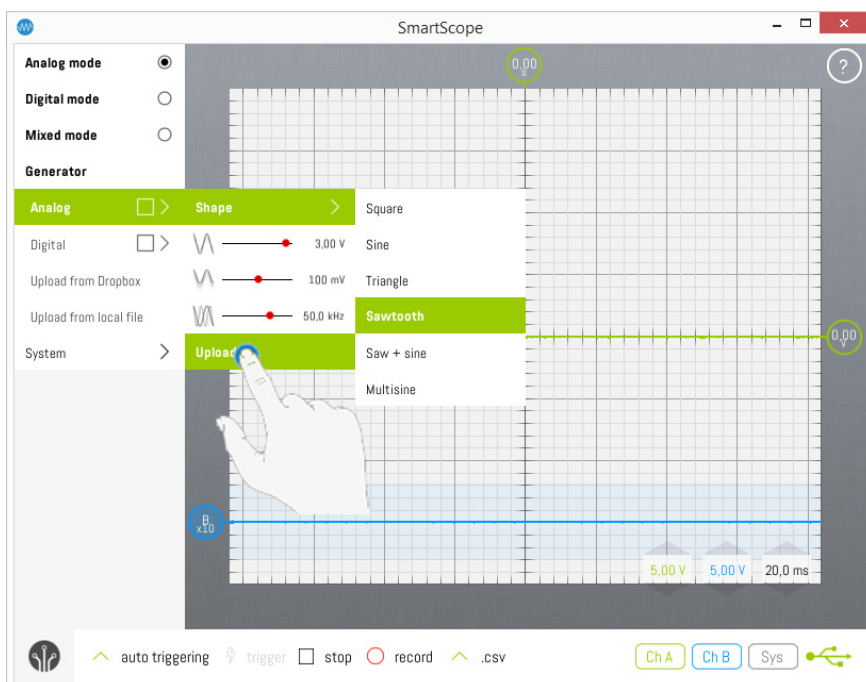 SmartScope
Analog mode
Digital mode
Mixed mode
Generator
Analog
Digital
Upload from Dropbox
Upload from local file
System
Shape
3,00 V
100 mV
50,0 kHz
Upload
Square
Sine
Triangle
Sawtooth
Saw + sine
Multisine
0,00
s
?
0,00
V
B
x10
5,00 V
5,00 V
20,0 ms
auto triggering
trigger
stop
record
.csv
Ch A
Ch B
Sys